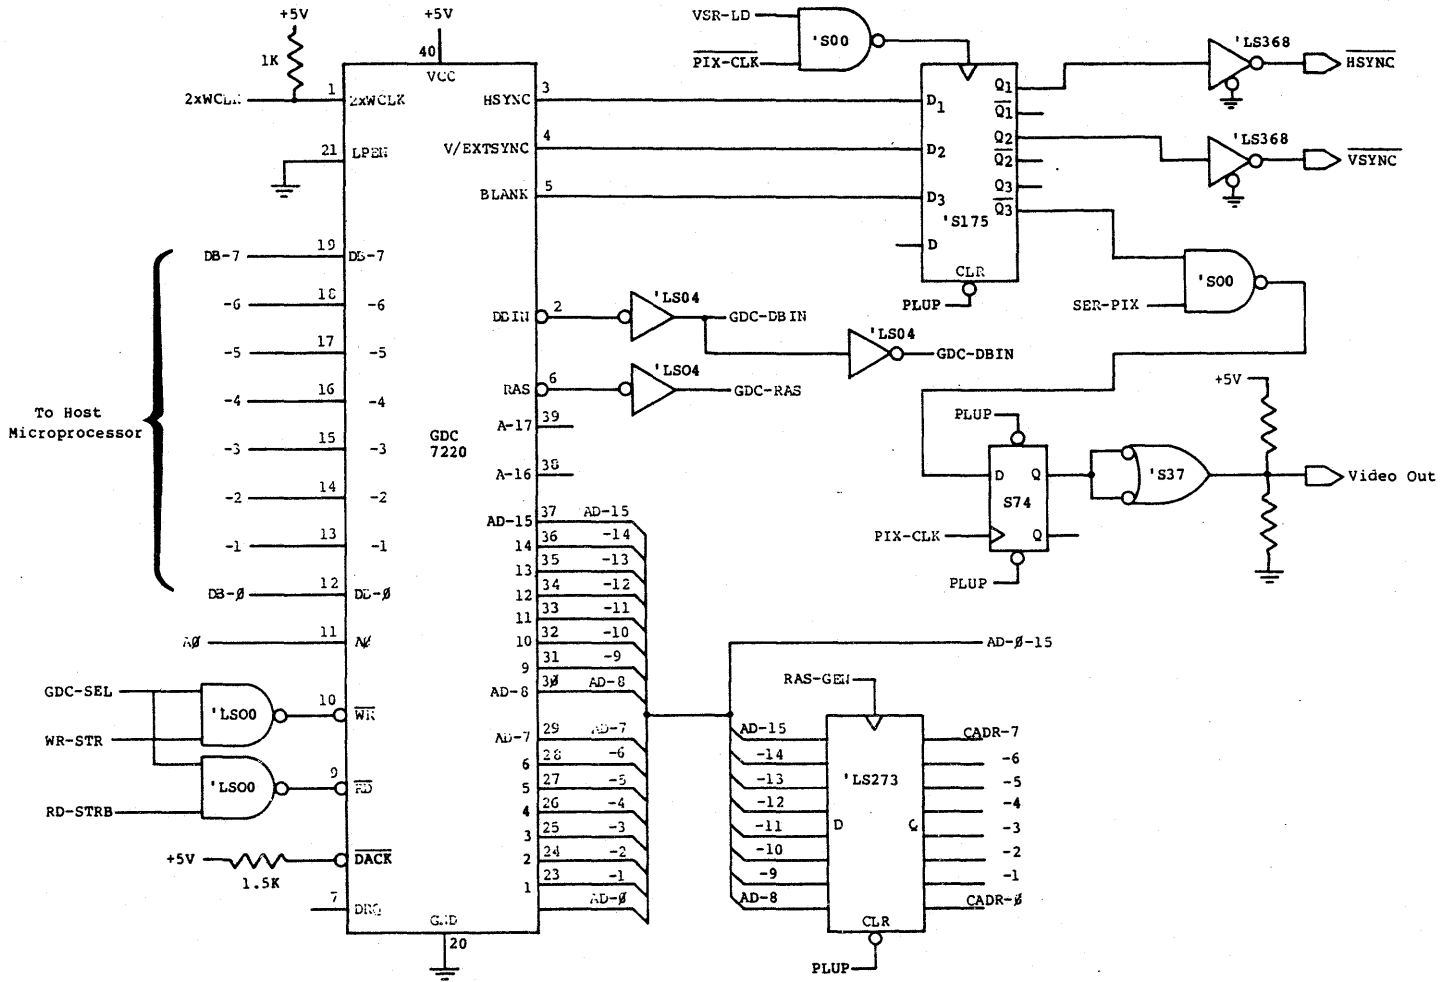 +5V
+5V
VSR-LD
'S00
'LS368
1K
40
VCC
PIX-CLK
HSYNC
2xWCLK
1
2xWCLK
HSYNC
3
D1
Q1
Q1
21
LPEN
V/EXTSYNC
4
D2
Q2
Q2
'LS368
VSYNC
BLANK
5
D3
Q3
Q3
'S175
D
CLR
PLUP
'S00
SER-PIX
DB-7
19
DB-7
-6
18
-6
-5
17
-5
-4
16
-4
-3
15
-3
-2
14
-2
-1
13
-1
DB-Ø
12
DB-Ø
To Host
Microprocessor
DBIN
2
'LS04
GDC-DBIN
'LS04
GDC-DBIN
RAS
6
'LSO4
GDC-RAS
GDC
7220
A-17
39
A-16
38
+5V
PLUP
D
Q
S74
PIX-CLK
Q
PLUP
'S37
Video Out
AD-15
37
AD-15
14
36
-14
13
35
-13
12
34
-12
11
33
-11
10
32
-10
9
31
-9
AD-8
3Ø
AD-8
AD-7
29
AD-7
6
28
-6
5
27
-5
4
26
-4
3
25
-3
2
24
-2
1
23
-1
AD-Ø
AØ
11
AØ
GDC-SEL
'LSO0
10
WR
WR-STR
'LSO0
9
RD
RD-STRB
+5V
1.5K
DACK
7
DRQ
GND
20
AD-Ø-15
RAS-GEN
AD-15
CADR-7
-14
-6
'LS273
-13
-5
-12
-4
D
Q
-11
-3
-10
-2
-9
-1
AD-8
CADR-Ø
CLR
PLUP